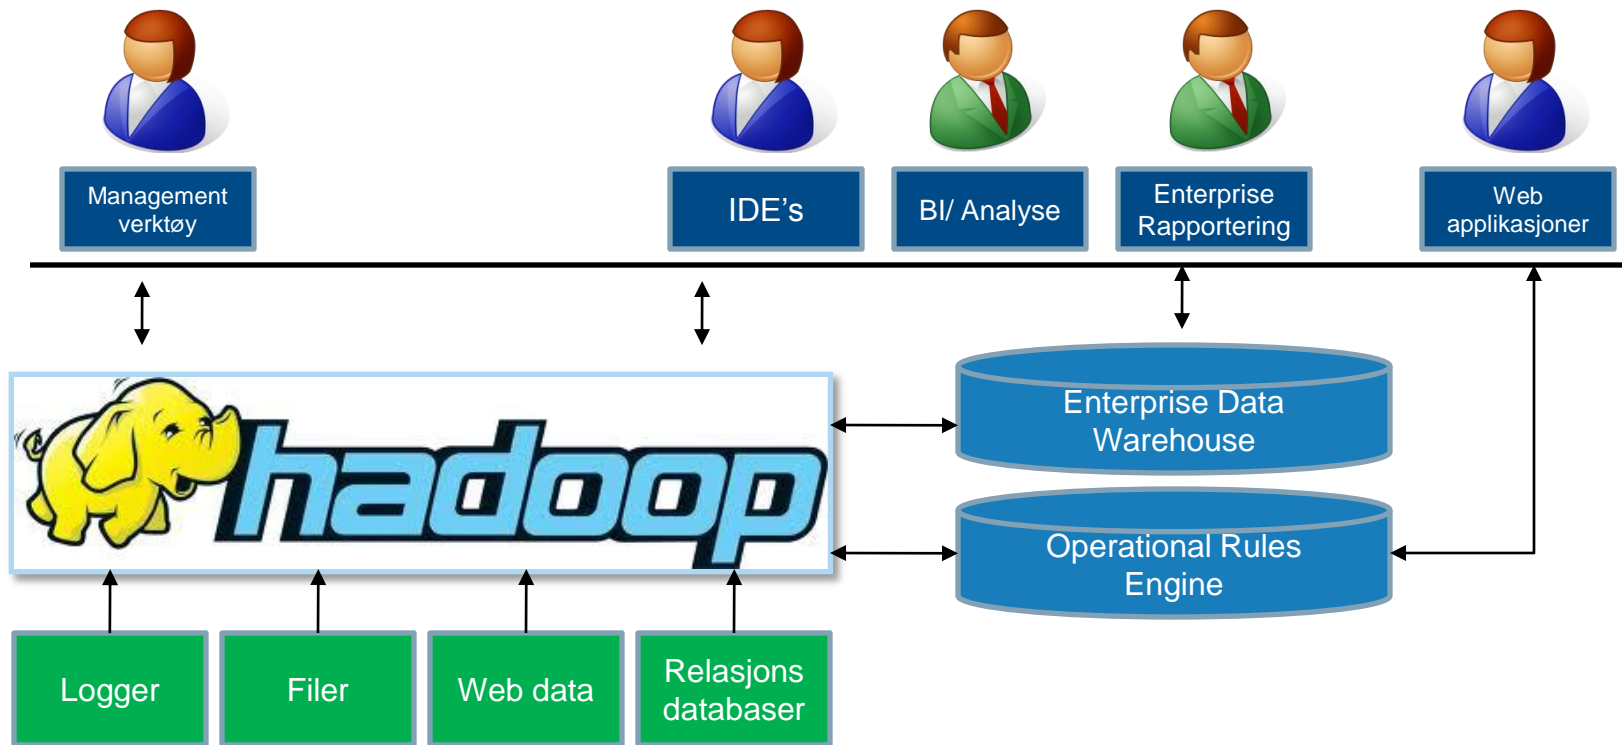 Management
verktøy
IDE's
BI/ Analyse
Enterprise
Rapportering
Web
applikasjoner
hadoop
Enterprise Data
Warehouse
Operational Rules
Engine
Logger
Filer
Web data
Relasjons
databaser